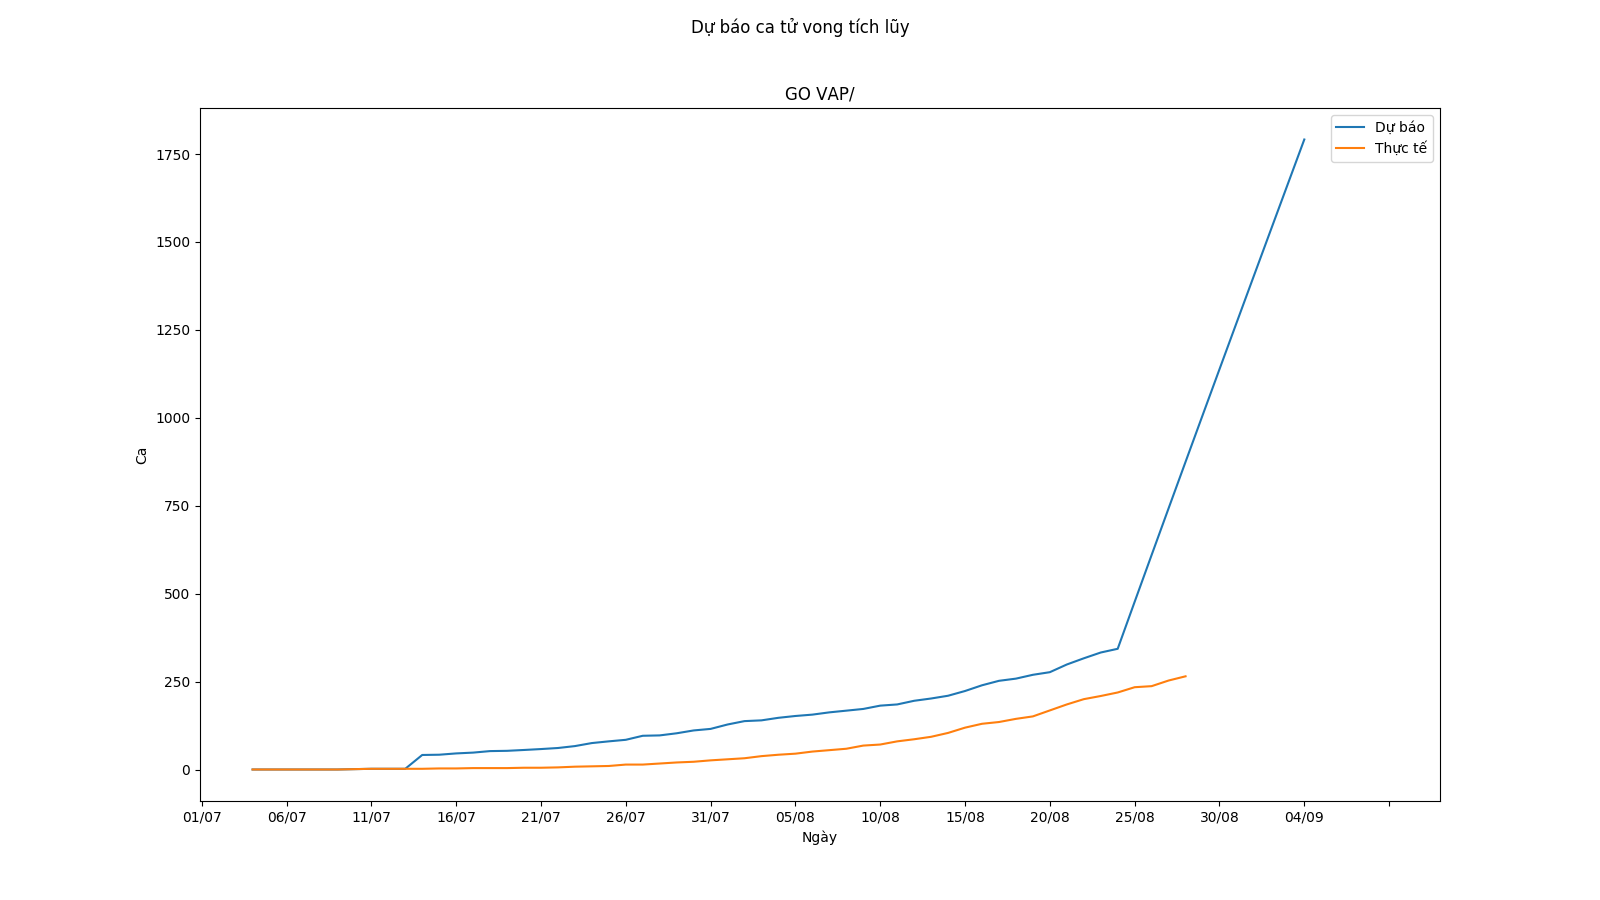 Dự báo ca tử vong tích lũy
GO VAP/
Dự báo
Thực tế
1750
1500
1250
1000
750
500
250
0
Ca
01/07 06/07 11/07 16/07 21/07 26/07 31/07 05/08 10/08 15/08 20/08 25/08 30/08 04/09
Ngày